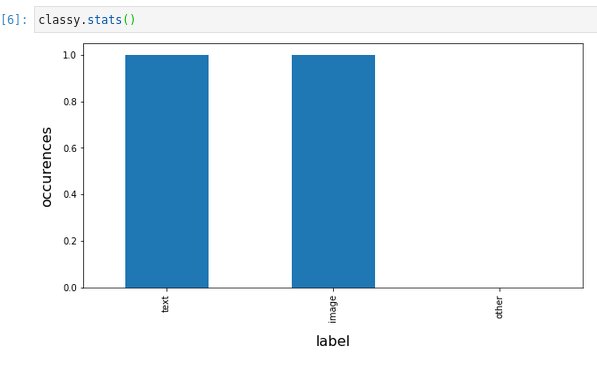 [6]: classy.stats()
1.0
0.8
0.6
0.4
0.2
0.0
occurences
text
image
other
label